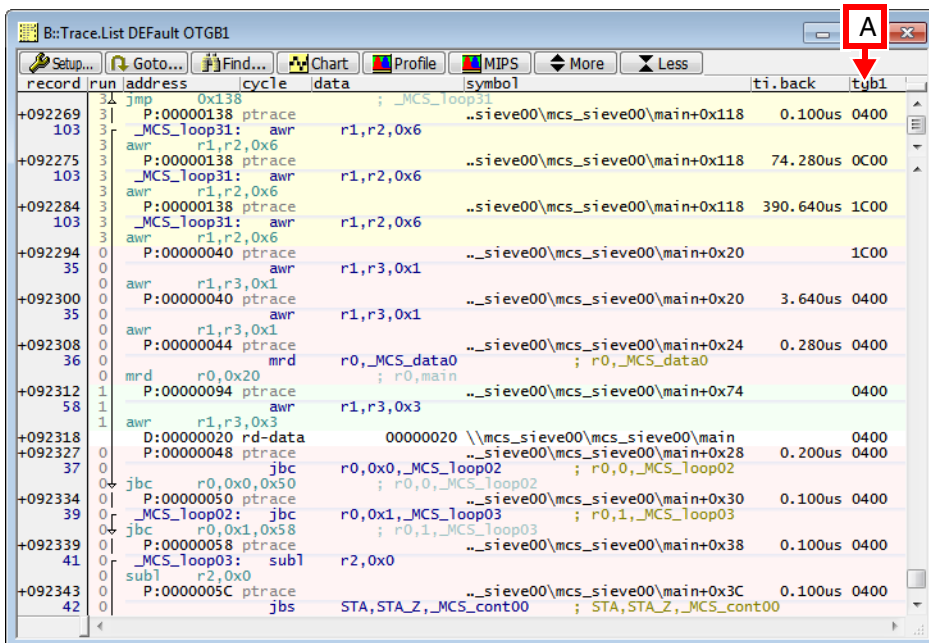 A
B::Trace.List DEFault OTGB1
Setup... Goto... Find... Chart Profile MIPS More Less
record run address cycle data symbol ti.back tgb1
3 jmp 0x138 ; _MCS_loop31
+092269 3 P:00000138 ptrace ..sieve00\mcs_sieve00\main+0x118 0.100us 0400
103 3 _MCS_loop31: awr r1,r2,0x6
3 awr r1,r2,0x6
+092275 3 P:00000138 ptrace ..sieve00\mcs_sieve00\main+0x118 74.280us 0C00
103 3 _MCS_loop31: awr r1,r2,0x6
3 awr r1,r2,0x6
+092284 3 P:00000138 ptrace ..sieve00\mcs_sieve00\main+0x118 390.640us 1C00
103 3 _MCS_loop31: awr r1,r2,0x6
3 awr r1,r2,0x6
+092294 0 P:00000040 ptrace .._sieve00\mcs_sieve00\main+0x20 1C00
35 0 awr r1,r3,0x1
0 awr r1,r3,0x1
+092300 0 P:00000040 ptrace .._sieve00\mcs_sieve00\main+0x20 3.640us 0400
35 0 awr r1,r3,0x1
0 awr r1,r3,0x1
+092308 0 P:00000044 ptrace .._sieve00\mcs_sieve00\main+0x24 0.280us 0400
36 0 mrd r0,_MCS_data0 ; r0,_MCS_data0
0 mrd r0,0x20 ; r0,main
+092312 1 P:00000094 ptrace .._sieve00\mcs_sieve00\main+0x74 0400
58 1 awr r1,r3,0x3
1 awr r1,r3,0x3
+092318 D:00000020 rd-data 00000020 \\mcs_sieve00\mcs_sieve00\main 0400
+092327 0 P:00000048 ptrace .._sieve00\mcs_sieve00\main+0x28 0.200us 0400
37 0 jbc r0,0x0,_MCS_loop02 ; r0,0,_MCS_loop02
0 jbc r0,0x0,0x50 ; r0,0,_MCS_loop02
+092334 0 P:00000050 ptrace .._sieve00\mcs_sieve00\main+0x30 0.100us 0400
39 0 _MCS_loop02: jbc r0,0x1,_MCS_loop03 ; r0,1,_MCS_loop03
0 jbc r0,0x1,0x58 ; r0,1,_MCS_loop03
+092339 0 P:00000058 ptrace .._sieve00\mcs_sieve00\main+0x38 0.100us 0400
41 0 _MCS_loop03: subl r2,0x0
0 subl r2,0x0
+092343 0 P:0000005C ptrace .._sieve00\mcs_sieve00\main+0x3C 0.100us 0400
42 0 jbs STA,STA_Z,_MCS_cont00 ; STA,STA_Z,_MCS_cont00